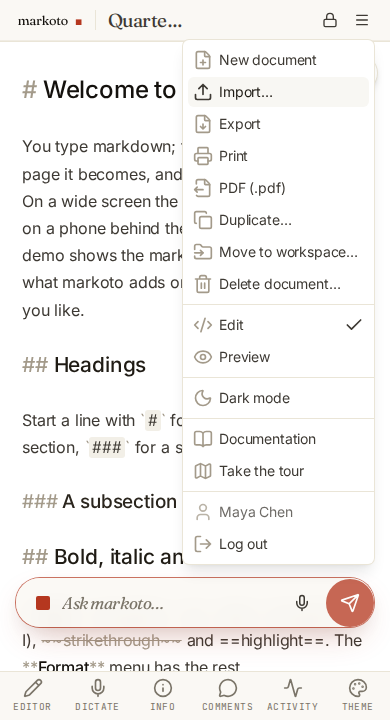 markoto
Quarte...
New document
Import...
Export
Print
PDF (.pdf)
Duplicate...
Move to workspace...
Delete document...
Edit
Preview
Dark mode
Documentation
Take the tour
Maya Chen
Log out
# Welcome to
You type markdown;
page it becomes, and
On a wide screen the
on a phone behind the
demo shows the mark
what markoto adds o
you like.
## Headings
Start a line with `#` fo
section, `###` for a s
### A subsection
## Bold, italic an
Ask markoto...
I), ~~strikethrough~~ and ==highlight==. The
**Format** menu has the rest
EDITOR
DICTATE
INFO
COMMENTS
ACTIVITY
THEME